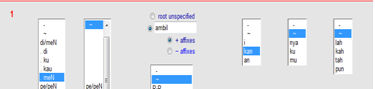 1
-
~
di/meN
di
ku
kau
meN
pe/peN
~
pe/peN
root unspecified
ambil
+ affixes
− affixes
-
~
R-R
-
~
i
kan
an
-
~
nya
ku
mu
-
~
lah
kah
tah
pun